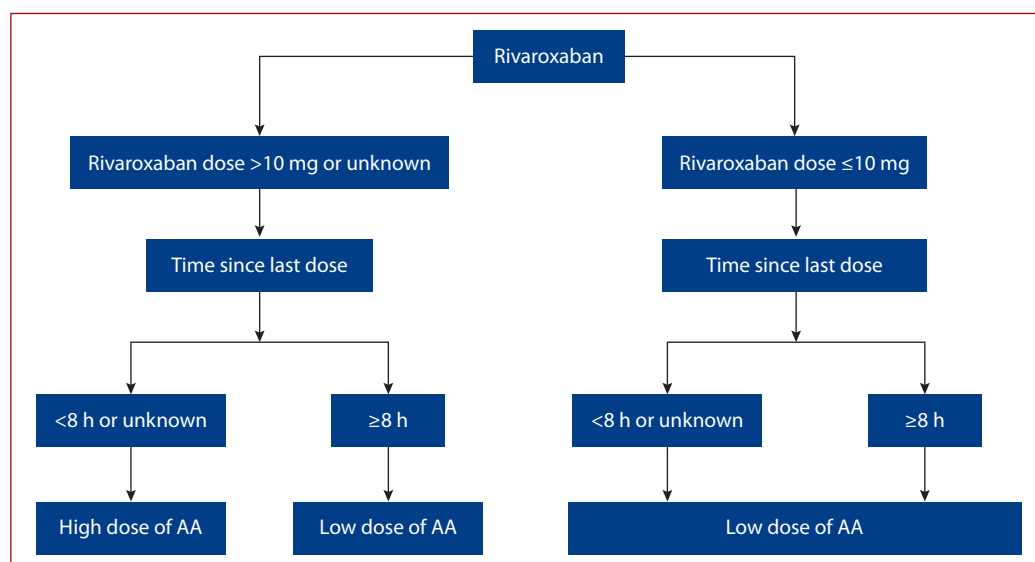 Rivaroxaban
Rivaroxaban dose >10 mg or unknown
Rivaroxaban dose ≤10 mg
Time since last dose
Time since last dose
<8 h or unknown
≥8 h
<8 h or unknown
≥8 h
High dose of AA
Low dose of AA
Low dose of AA